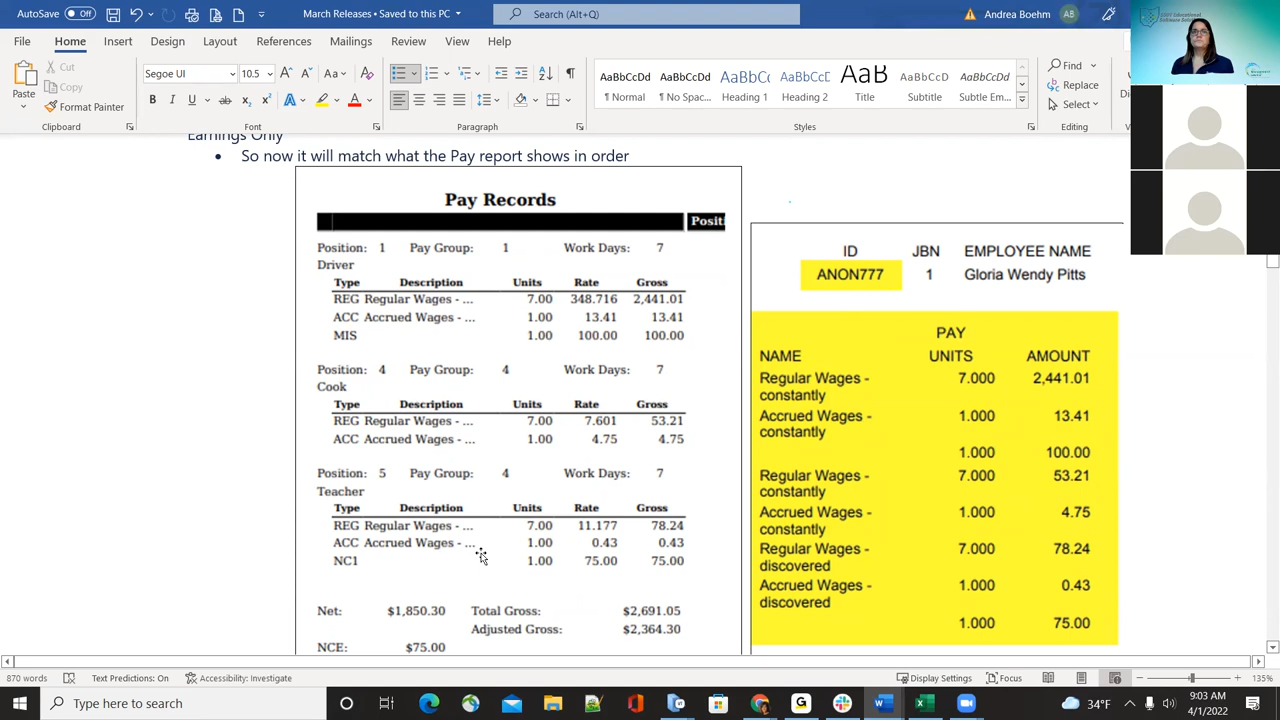 AutoSave Off March Releases • Saved to this PC Search (Alt+Q) Andrea Boehm AB
File Home Insert Design Layout References Mailings Review View Help
Paste Cut Copy Format Painter
Segoe UI 10.5
AaBbCcDd AaBbCcDd AaBbCc AaBbCcE AaB AaBbCcD AaBbCcDd
¶ Normal ¶ No Spac... Heading 1 Heading 2 Title Subtitle Subtle Em...
Find Replace Select
Clipboard Font Paragraph Styles Editing
Earnings Only
• So now it will match what the Pay report shows in order
Pay Records
Positi
Position: 1 Pay Group: 1 Work Days: 7
Driver
Type Description Units Rate Gross
REG Regular Wages - ... 7.00 348.716 2,441.01
ACC Accrued Wages - ... 1.00 13.41 13.41
MIS 1.00 100.00 100.00
Position: 4 Pay Group: 4 Work Days: 7
Cook
Type Description Units Rate Gross
REG Regular Wages - ... 7.00 7.601 53.21
ACC Accrued Wages - ... 1.00 4.75 4.75
Position: 5 Pay Group: 4 Work Days: 7
Teacher
Type Description Units Rate Gross
REG Regular Wages - ... 7.00 11.177 78.24
ACC Accrued Wages - ... 1.00 0.43 0.43
NC1 1.00 75.00 75.00
Net: $1,850.30 Total Gross: $2,691.05
Adjusted Gross: $2,364.30
NCE: $75.00
ID JBN EMPLOYEE NAME
ANON777 1 Gloria Wendy Pitts
PAY
NAME UNITS AMOUNT
Regular Wages - 7.000 2,441.01
constantly
Accrued Wages - 1.000 13.41
constantly
1.000 100.00
Regular Wages - 7.000 53.21
constantly
Accrued Wages - 1.000 4.75
constantly
Regular Wages - 7.000 78.24
discovered
Accrued Wages - 1.000 0.43
discovered
1.000 75.00
870 words Text Predictions: On Accessibility: Investigate Display Settings Focus 135%
Type here to search 34°F 9:03 AM
4/1/2022